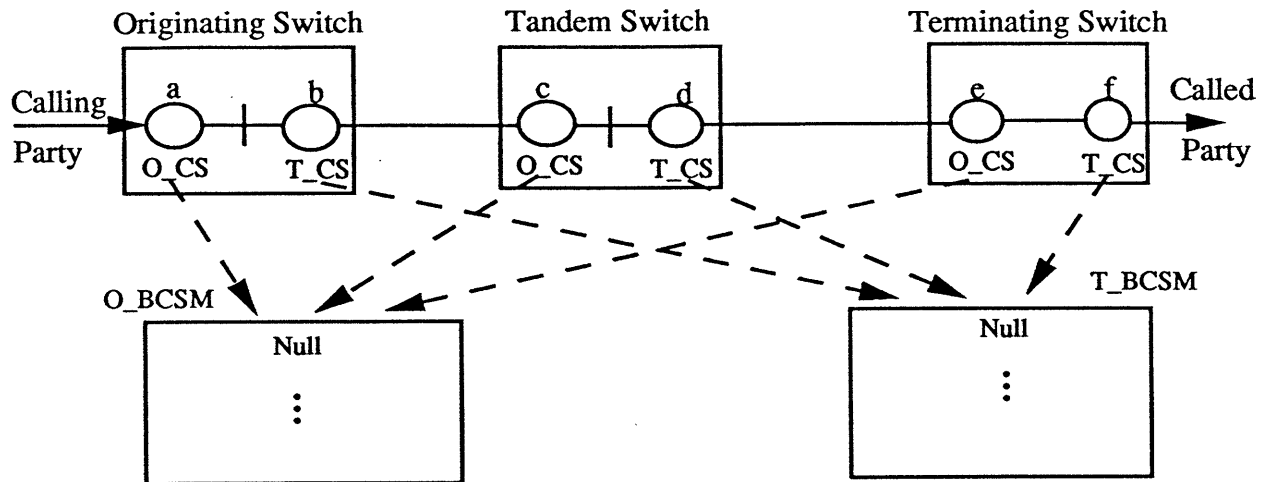 Originating Switch
Tandem Switch
Terminating Switch
Calling
Party
a
b
O_CS
T_CS
c
d
O_CS
T_CS
e
f
O_CS
T_CS
Called
Party
O_BCSM
Null
T_BCSM
Null